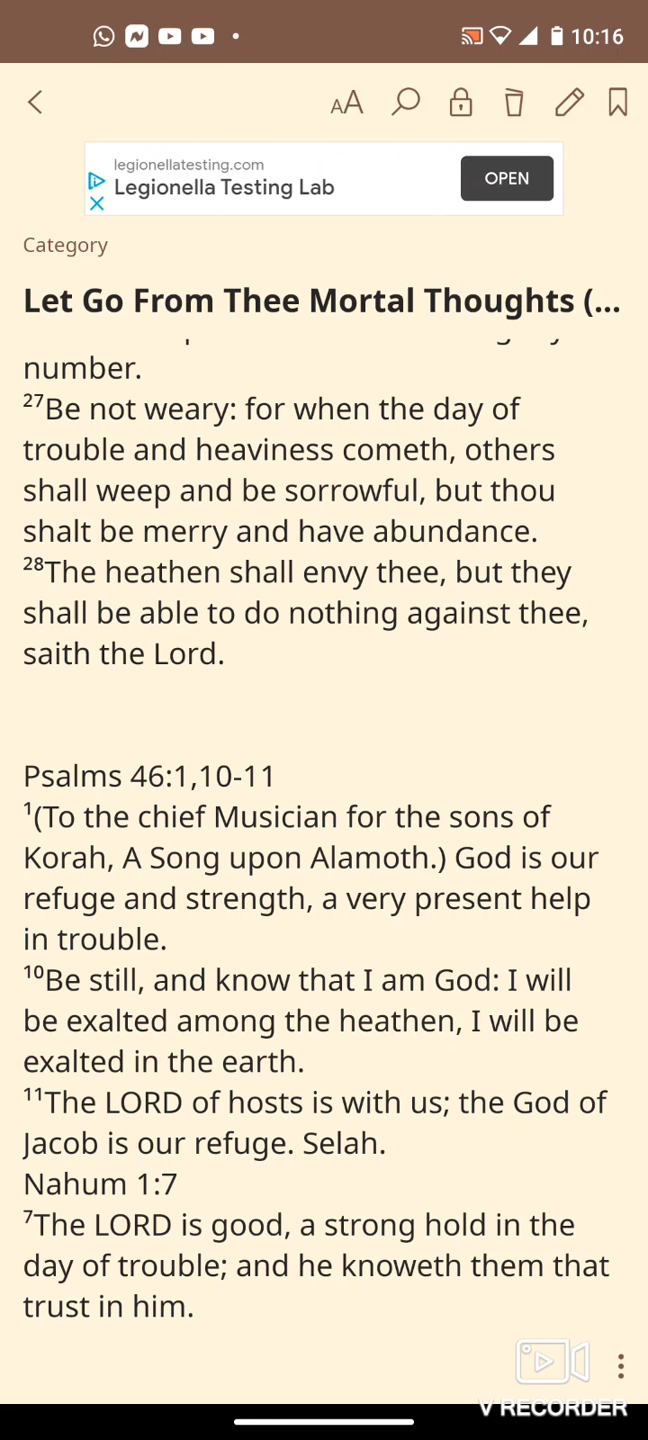 10:16
AA
legionellatesting.com
Legionella Testing Lab
OPEN
Category
Let Go From Thee Mortal Thoughts (...
number.
27Be not weary: for when the day of
trouble and heaviness cometh, others
shall weep and be sorrowful, but thou
shalt be merry and have abundance.
28The heathen shall envy thee, but they
shall be able to do nothing against thee,
saith the Lord.
Psalms 46:1,10-11
1(To the chief Musician for the sons of
Korah, A Song upon Alamoth.) God is our
refuge and strength, a very present help
in trouble.
10Be still, and know that I am God: I will
be exalted among the heathen, I will be
exalted in the earth.
11The LORD of hosts is with us; the God of
Jacob is our refuge. Selah.
Nahum 1:7
7The LORD is good, a strong hold in the
day of trouble; and he knoweth them that
trust in him.
V RECORDER